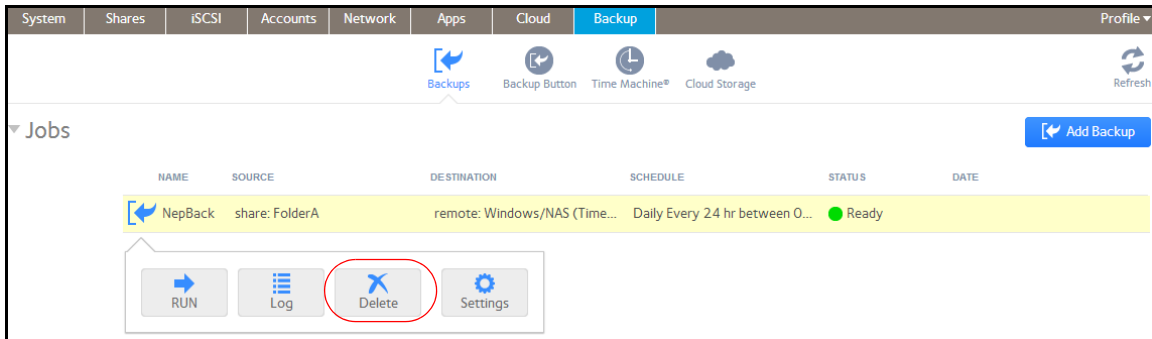 System Shares iSCSI Accounts Network Apps Cloud Backup Profile
Backups Backup Button Time Machine® Cloud Storage Refresh
Jobs Add Backup
NAME SOURCE DESTINATION SCHEDULE STATUS DATE
NepBack share: FolderA remote: Windows/NAS (Time... Daily Every 24 hr between 0... Ready
RUN Log Delete Settings